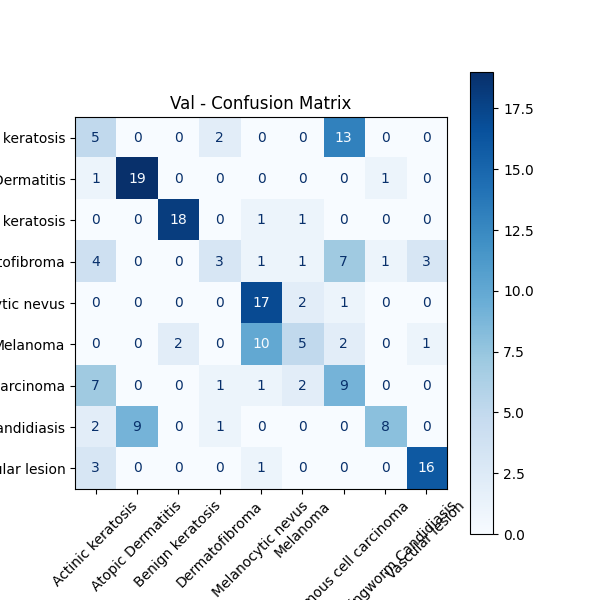 Val - Confusion Matrix
keratosis 5 0 0 2 0 0 13 0 0
Dermatitis 1 19 0 0 0 0 0 1 0
keratosis 0 0 18 0 1 1 0 0 0
tofibroma 4 0 0 3 1 1 7 1 3
tic nevus 0 0 0 0 17 2 1 0 0
Melanoma 0 0 2 0 10 5 2 0 1
arcinoma 7 0 0 1 1 2 9 0 0
andidiasis 2 9 0 1 0 0 0 8 0
ular lesion 3 0 0 0 1 0 0 0 16
Actinic keratosis
Atopic Dermatitis
Benign keratosis
Dermatofibroma
Melanocytic nevus
Melanoma
mous cell carcinoma
ngworm Candidiasis
Vascular lesion
17.5
15.0
12.5
10.0
7.5
5.0
2.5
0.0